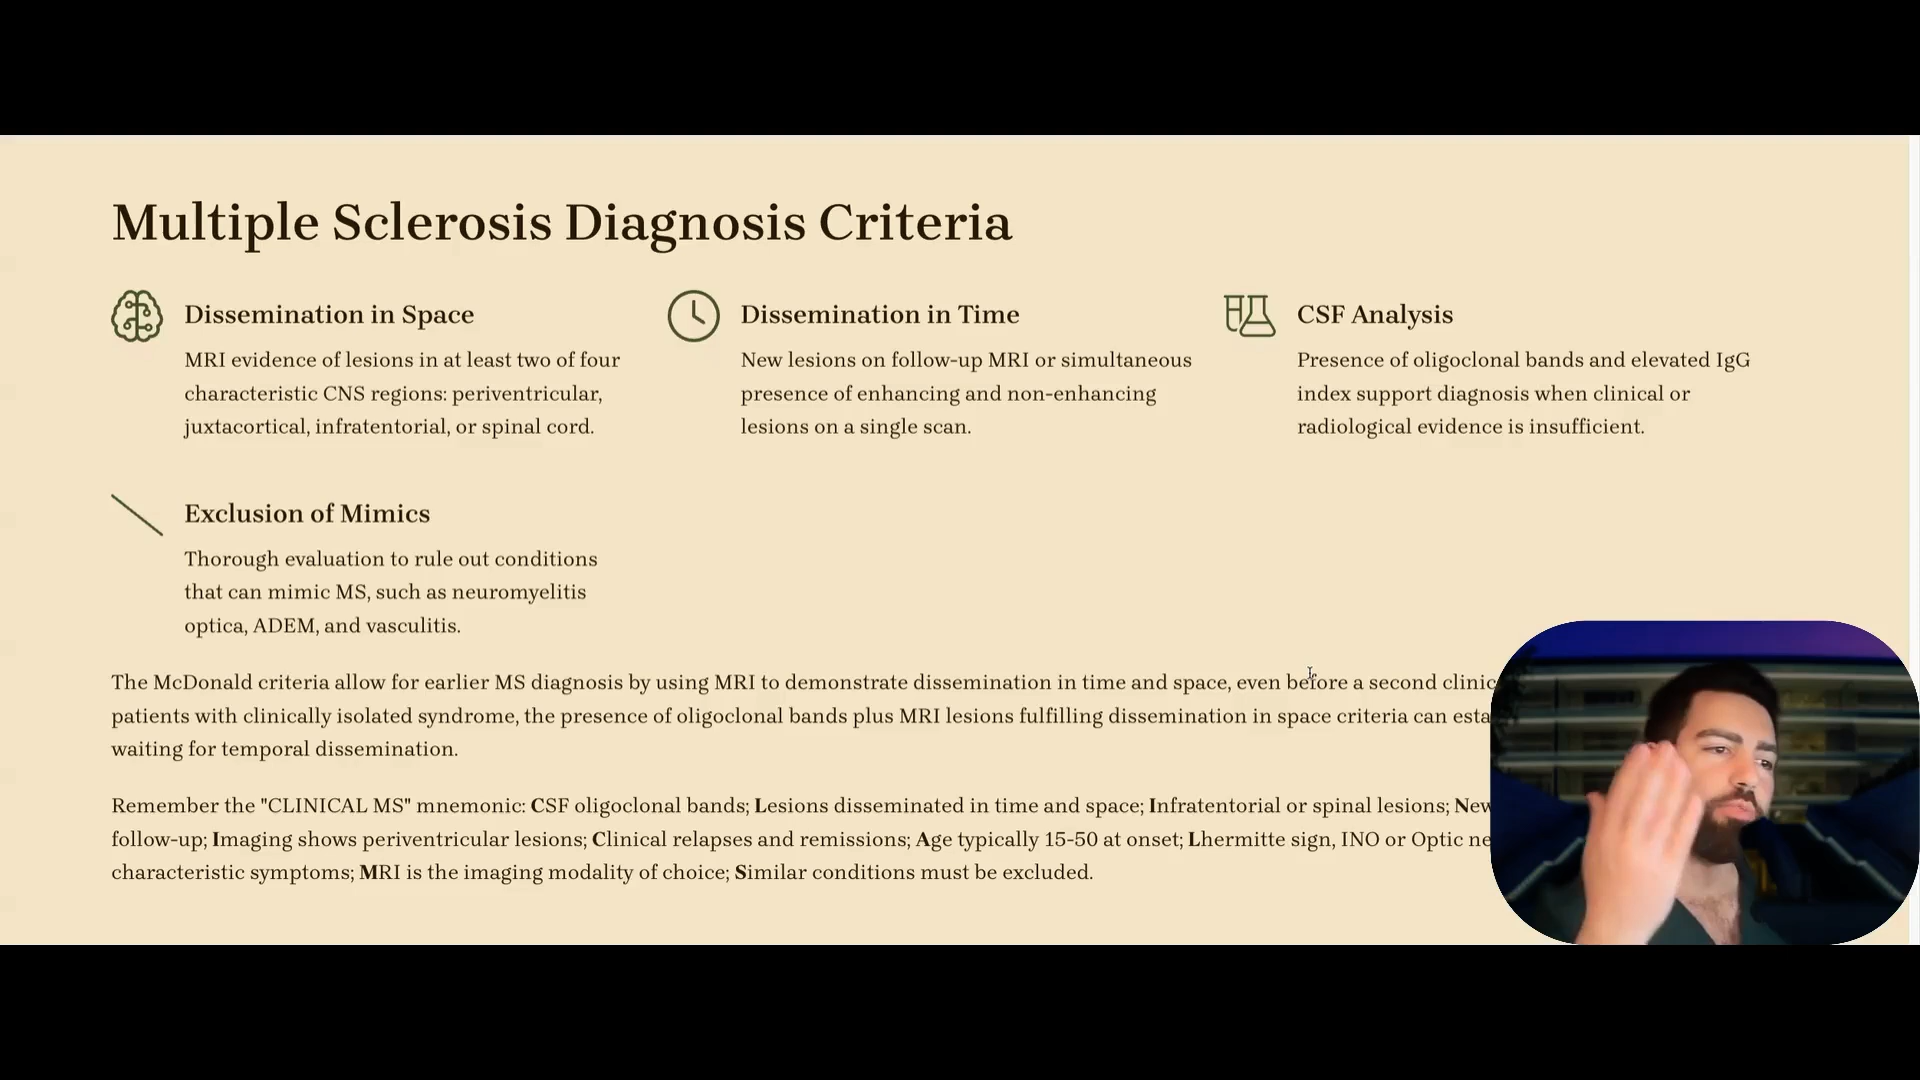 Multiple Sclerosis Diagnosis Criteria
Dissemination in Space
MRI evidence of lesions in at least two of four
characteristic CNS regions: periventricular,
juxtacortical, infratentorial, or spinal cord.
Dissemination in Time
New lesions on follow-up MRI or simultaneous
presence of enhancing and non-enhancing
lesions on a single scan.
CSF Analysis
Presence of oligoclonal bands and elevated IgG
index support diagnosis when clinical or
radiological evidence is insufficient.
Exclusion of Mimics
Thorough evaluation to rule out conditions
that can mimic MS, such as neuromyelitis
optica, ADEM, and vasculitis.
The McDonald criteria allow for earlier MS diagnosis by using MRI to demonstrate dissemination in time and space, even before a second
patients with clinically isolated syndrome, the presence of oligoclonal bands plus MRI lesions fulfilling dissemination in space criteria can
waiting for temporal dissemination.
Remember the "CLINICAL MS" mnemonic: CSF oligoclonal bands; Lesions disseminated in time and space; Infratentorial or spinal lesions; New
follow-up; Imaging shows periventricular lesions; Clinical relapses and remissions; Age typically 15-50 at onset; Lhermitte sign, INO or Optic
characteristic symptoms; MRI is the imaging modality of choice; Similar conditions must be excluded.